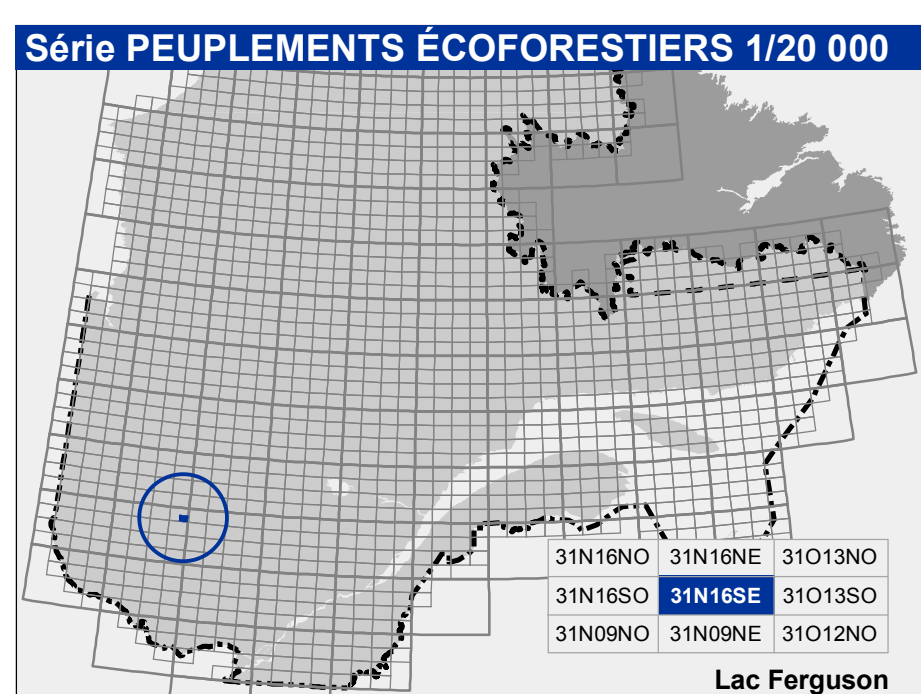 Série PEUPLEMENTS ÉCOFORESTIERS 1/20 000
31N16NO 31N16NE 31O13NO
31N16SO 31N16SE 31O13SO
31N09NO 31N09NE 31O12NO
Lac Ferguson